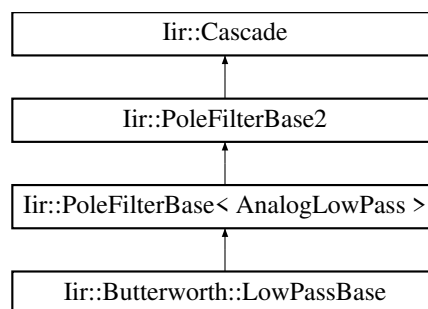 Iir::Cascade
Iir::PoleFilterBase2
Iir::PoleFilterBase< AnalogLowPass >
Iir::Butterworth::LowPassBase